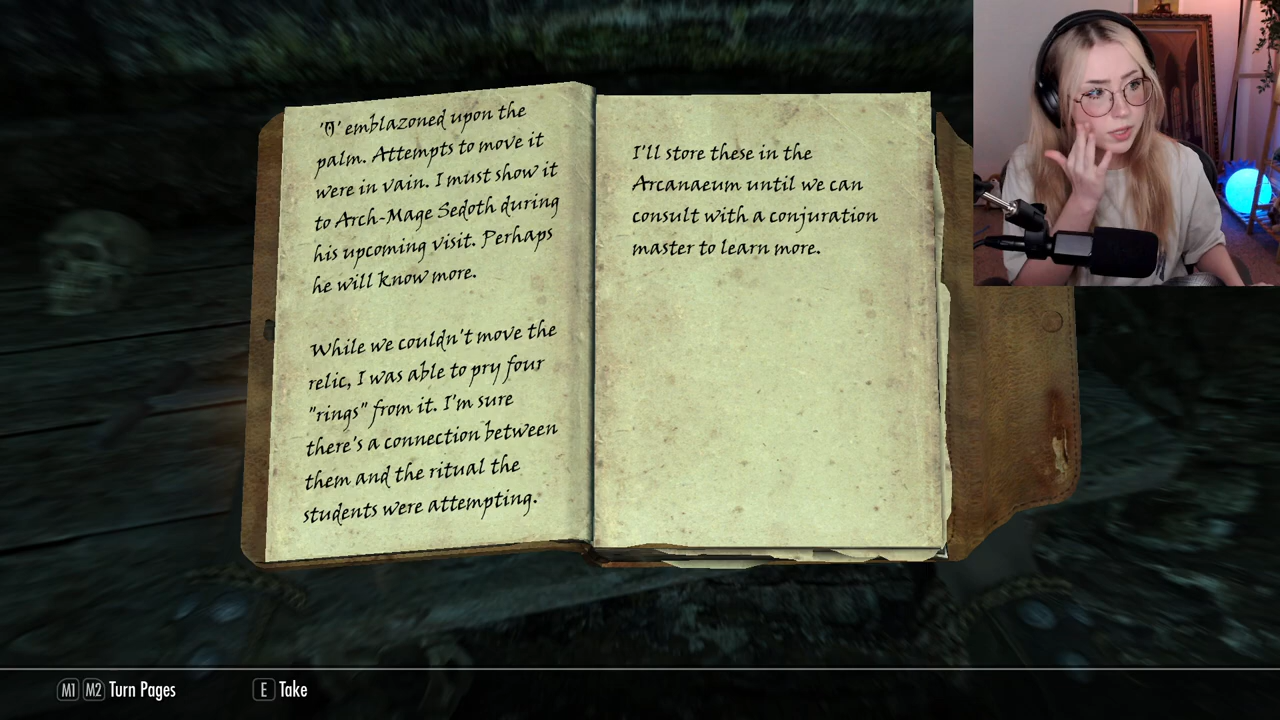 'O' emblazoned upon the
palm. Attempts to move it
were in vain. I must show it
to Arch-Mage Sedoth during
his upcoming visit. Perhaps
he will know more.
While we couldn't move the
relic, I was able to pry four
"rings" from it. I'm sure
there's a connection between
them and the ritual the
students were attempting.
I'll store these in the
Arcanaeum until we can
consult with a conjuration
master to learn more.
M1 M2 Turn Pages
E Take